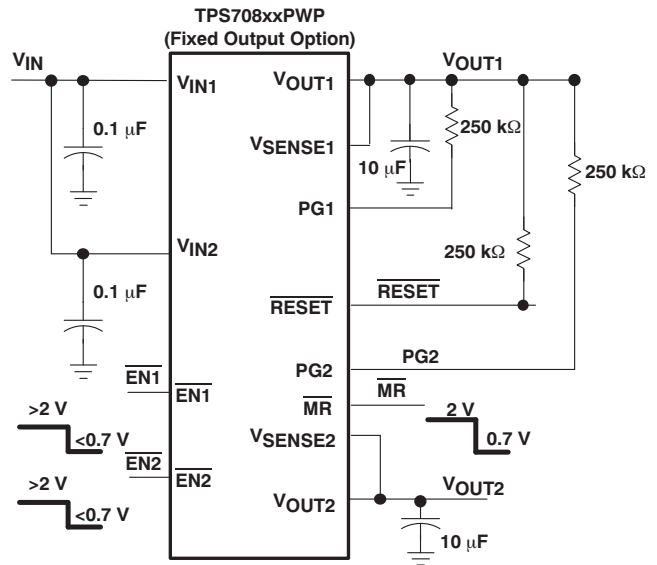 TPS708xxPWP
(Fixed Output Option)
VIN
VIN1
VOUT1
VOUT1
0.1 μF
250 kΩ
VSENSE1
10 μF
250 kΩ
PG1
VIN2
250 kΩ
0.1 μF
RESET
RESET
PG2
PG2
EN1
EN1
MR
MR
>2 V
<0.7 V
2 V
0.7 V
VSENSE2
EN2
EN2
>2 V
<0.7 V
VOUT2
VOUT2
10 μF